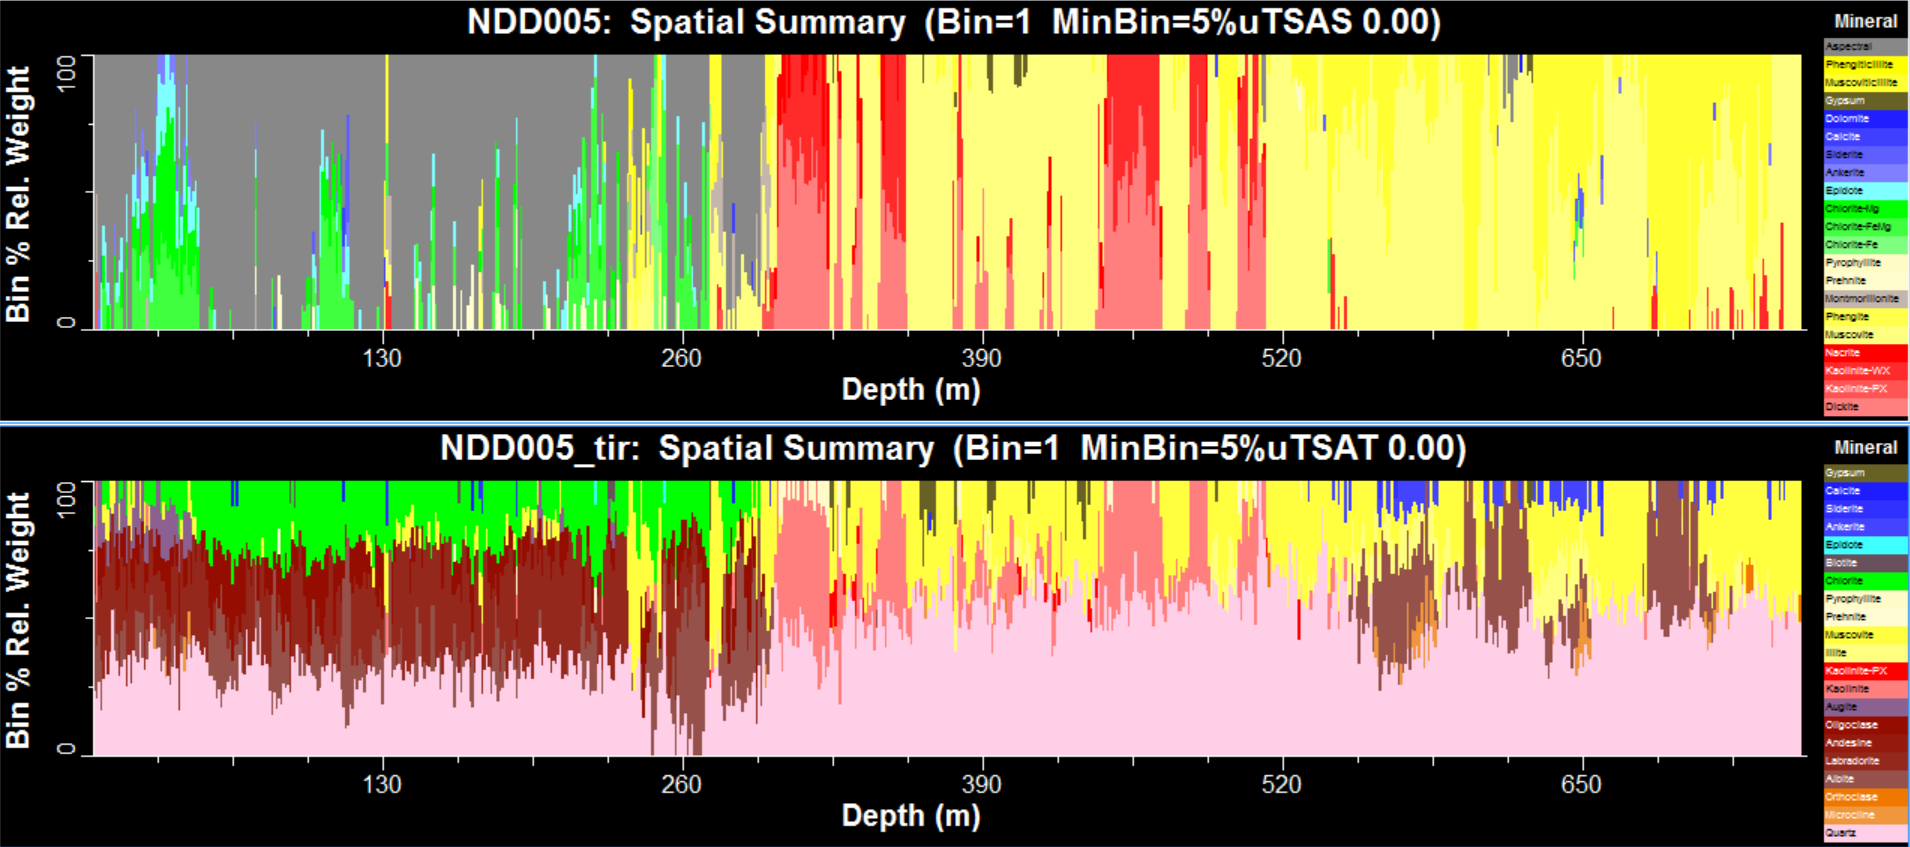 NDD005: Spatial Summary (Bin=1 MinBin=5%uTSAS 0.00)
Mineral
Aspectral
PhengiticIllite
MuscoviticIllite
Gypsum
Dolomite
Calcite
Siderite
Ankerite
Epidote
Chlorite-Mg
Chlorite-FeMg
Chlorite-Fe
Pyrophyllite
Prehnite
Montmorillonite
Phengite
Muscovite
Nacrite
Kaolinite-WX
Kaolinite-PX
Dickite
Bin % Rel. Weight
100
0
130 260 390 520 650
Depth (m)
NDD005_tir: Spatial Summary (Bin=1 MinBin=5%uTSAT 0.00)
Mineral
Gypsum
Calcite
Siderite
Ankerite
Epidote
Biotite
Chlorite
Pyrophyllite
Prehnite
Muscovite
Illite
Kaolinite-PX
Kaolinite
Augite
Oligoclase
Andesine
Labradorite
Albite
Orthoclase
Microcline
Quartz
Bin % Rel. Weight
100
0
130 260 390 520 650
Depth (m)